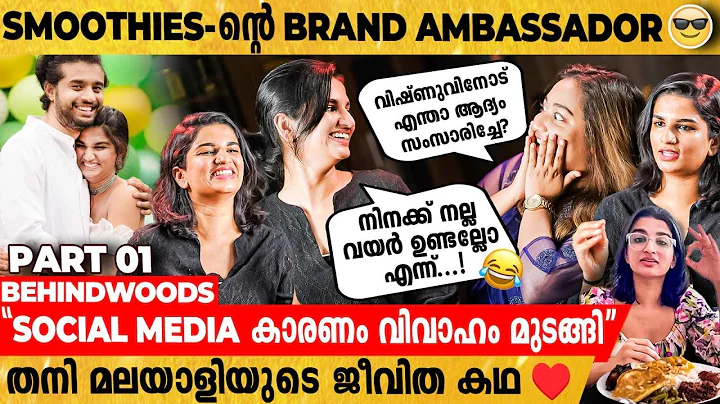 SMOOTHIES-ന്റെ BRAND AMBASSADOR
വിഷ്ണുവിനോട്
എന്താ ആദ്യം
സംസാരിച്ചേ?
നിനക്ക് നല്ല
വയർ ഉണ്ടല്ലോ
എന്ന്...!
PART 01
BEHINDWOODS
“SOCIAL MEDIA കാരണം വിവാഹം മുടങ്ങി”
തനി മലയാളിയുടെ ജീവിത കഥ